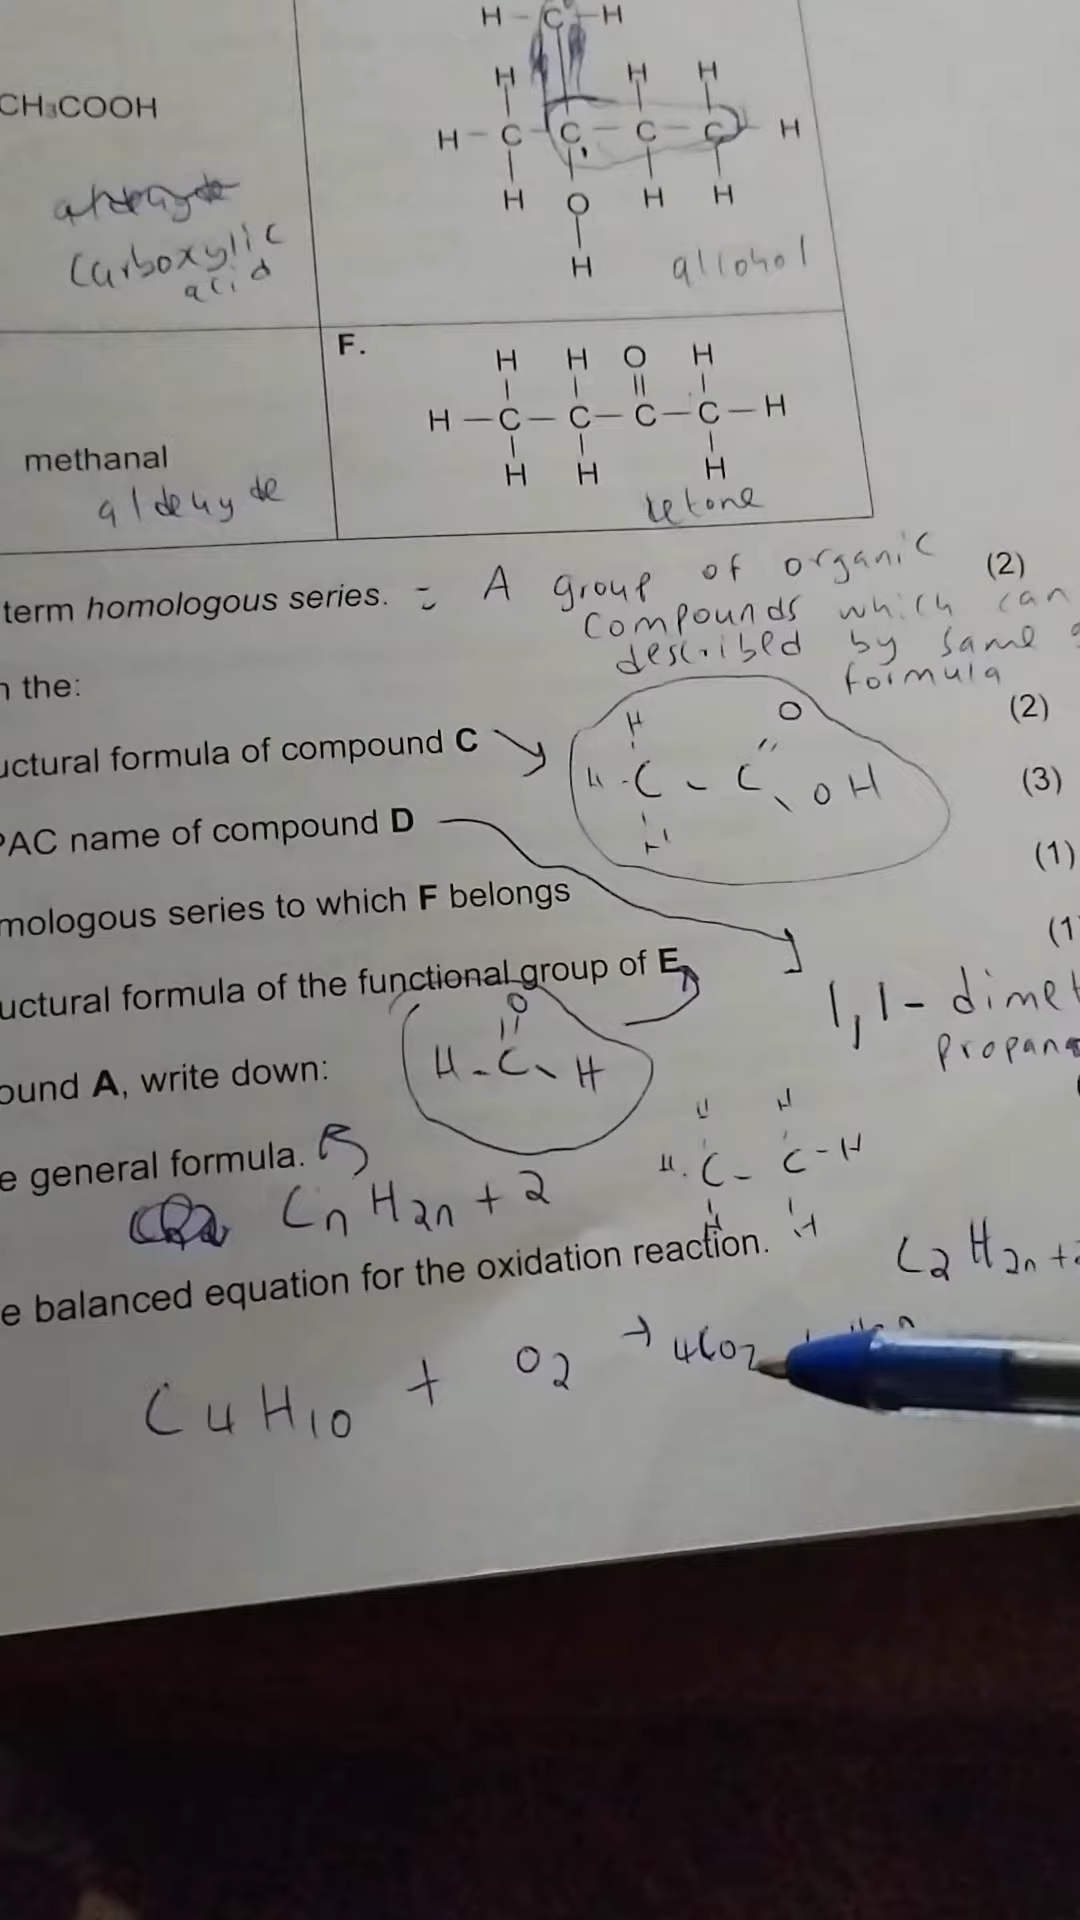 H - C - H
H H H
CH₃COOH
H - C - C - C - C - H
H O H H
Carboxylic
acid
H
alcohol
F.
H H O H
H - C - C - C - C - H
methanal
H H H
aldehyde
ketone
term homologous series. = A group of organic (2)
compounds which can
described by same
formula
the:
(2)
uctural formula of compound C
H O
H - C - C OH
H
(3)
PAC name of compound D
(1)
mologous series to which F belongs
(1
uctural formula of the functional group of E
O
H - C H
1,1- dimet
propan
ound A, write down:
H H
e general formula.
H - C - C - H
H H
CnH2n + 2
e balanced equation for the oxidation reaction.
C2H2n+
C4H10 + O2 → 4CO2